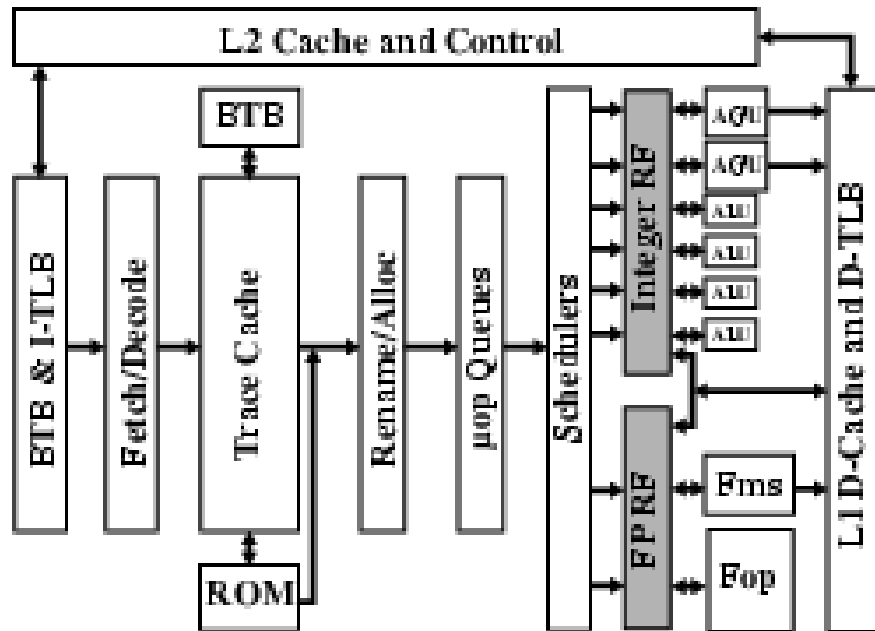 L2 Cache and Control
BTB
BTB & I-TLB
Fetch/Decode
Trace Cache
ROM
Rename/Alloc
µop Queues
Schedulers
Integer RF
FP RF
AGU
AGU
ALU
ALU
ALU
ALU
Fms
Fop
L1 D-Cache and D-TLB